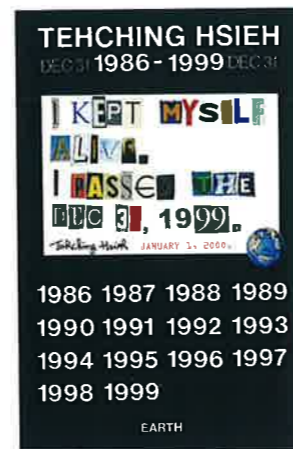 TEHCHING HSIEH
DEC 31 1986 - 1999 DEC 31
I KEPT MYSELF
ALIVE.
I PASSED THE
DEC 31, 1999.
Tehching Hsieh JANUARY 1, 2000.
1986 1987 1988 1989
1990 1991 1992 1993
1994 1995 1996 1997
1998 1999
EARTH